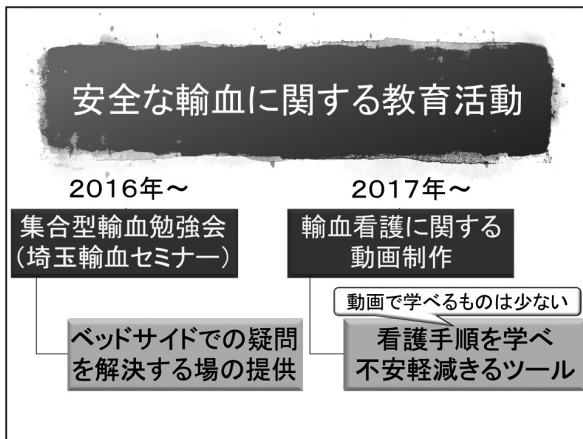 安全な輸血に関する教育活動
2016年～
集合型輸血勉強会
（埼玉輸血セミナー）
ベッドサイドでの疑問
を解決する場の提供
2017年～
輸血看護に関する
動画制作
動画で学べるものは少ない
看護手順を学べ
不安軽減きるツール